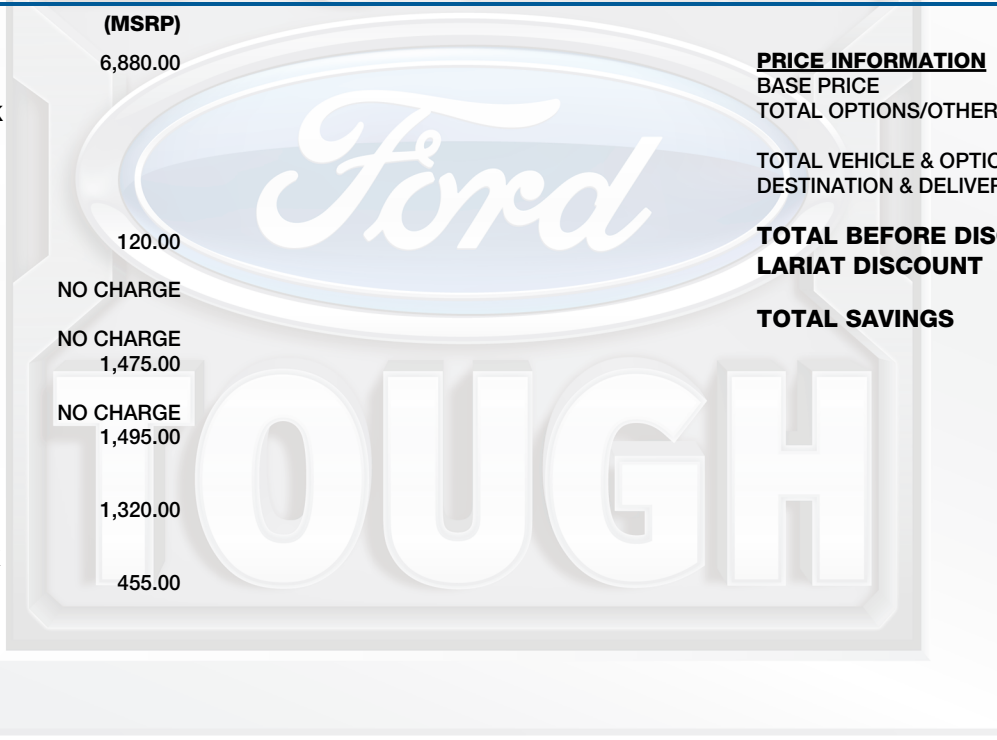 (MSRP)
6,880.00
120.00
NO CHARGE
NO CHARGE
1,475.00
NO CHARGE
1,495.00
1,320.00
455.00
PRICE INFORMATION
BASE PRICE
TOTAL OPTIONS/OTHER
TOTAL VEHICLE & OPTIO
DESTINATION & DELIVER
TOTAL BEFORE DISC
LARIAT DISCOUNT
TOTAL SAVINGS
Ford
TOUGH